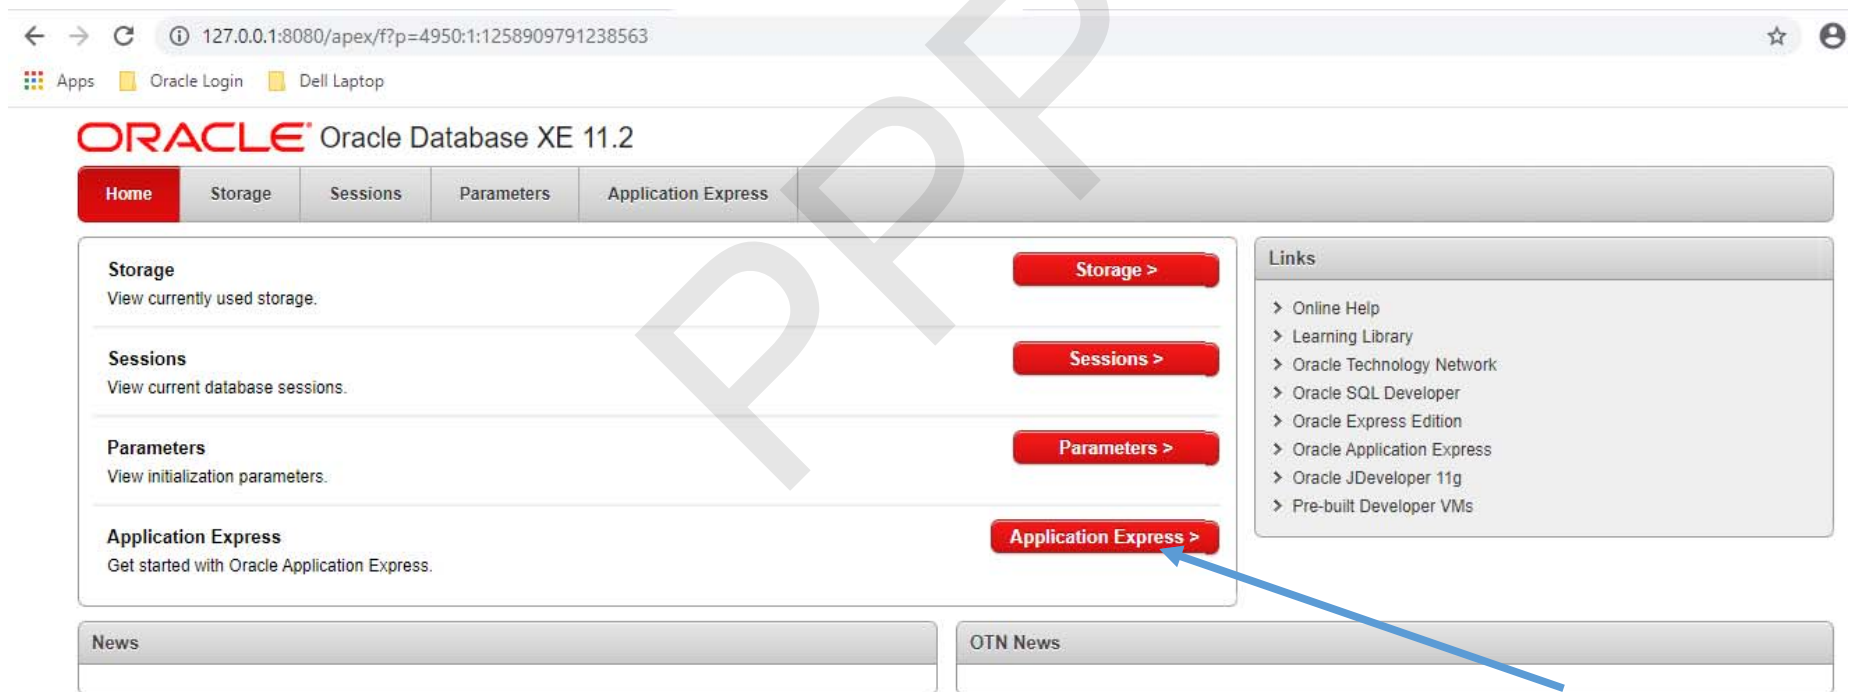 127.0.0.1:8080/apex/f?p=4950:1:1258909791238563
Apps Oracle Login Dell Laptop
ORACLE Oracle Database XE 11.2
Home Storage Sessions Parameters Application Express
Storage
View currently used storage.
Storage >
Sessions
View current database sessions.
Sessions >
Parameters
View initialization parameters.
Parameters >
Application Express
Get started with Oracle Application Express.
Application Express >
Links
> Online Help
> Learning Library
> Oracle Technology Network
> Oracle SQL Developer
> Oracle Express Edition
> Oracle Application Express
> Oracle JDeveloper 11g
> Pre-built Developer VMs
News
OTN News
PPP